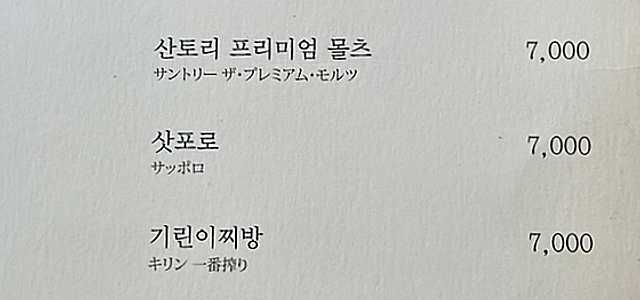 산토리 프리미엄 몰츠 7,000
サントリー ザ・プレミアム・モルツ
삿포로 7,000
サッポロ
기린이찌방 7,000
キリン 一番搾り